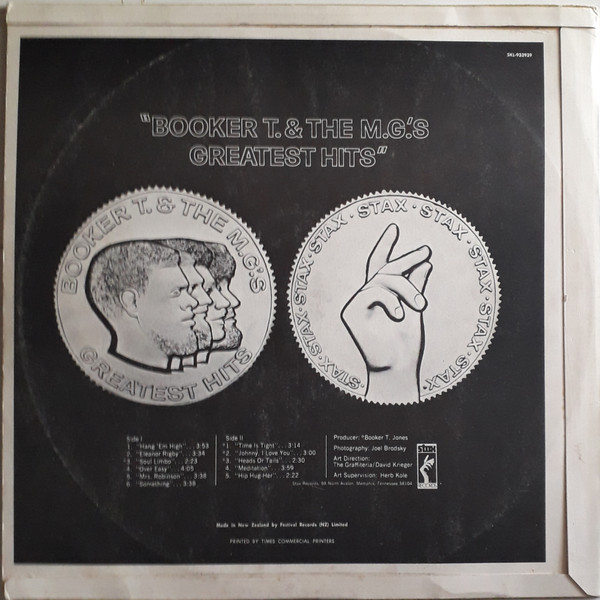 SXL-933939
"BOOKER T. & THE M.G.'S
GREATEST HITS"
BOOKER T. & THE M.G.'S
GREATEST HITS
STAX · STAX · STAX · STAX · STAX · STAX · STAX · STAX · STAX
Side I
1. "Hang 'Em High"... 3:53
2. "Eleanor Rigby"... 3:34
*3. "Soul Limbo"... 2:23
4. "Over Easy"... 4:05
5. "Mrs. Robinson"... 3:38
6. "Something"... 3:38
Side II
*1. "Time Is Tight"... 3:14
*2. "Johnny, I Love You"... 3:00
*3. "Heads Or Tails"... 2:30
4. "Meditation"... 3:59
*5. "Hip Hug-Her"... 2:22
Producer: *Booker T. Jones
Photography: Joel Brodsky
Art Direction:
The Graffiteria/David Krieger
Art Supervision: Herb Kole
STAX
RECORDS
Stax Records, 98 North Avalon, Memphis, Tennessee 38104
Made in New Zealand by Festival Records (NZ) Limited
PRINTED BY TIMES COMMERCIAL PRINTERS